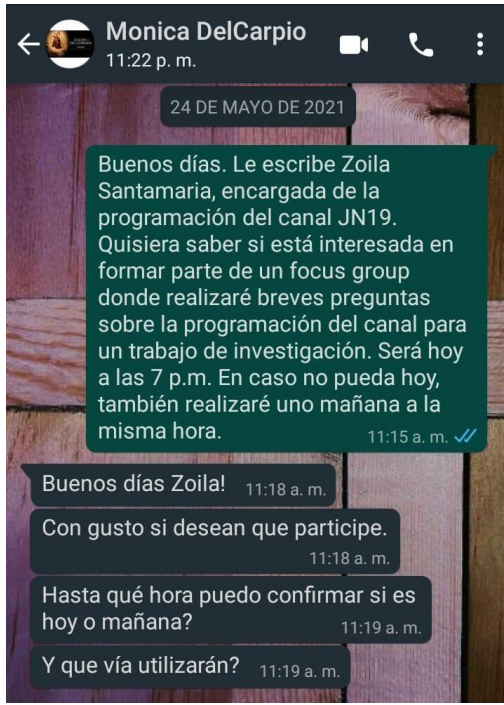 Monica DelCarpio
11:22 p. m.
24 DE MAYO DE 2021
Buenos días. Le escribe Zoila
Santamaria, encargada de la
programación del canal JN19.
Quisiera saber si está interesada en
formar parte de un focus group
donde realizaré breves preguntas
sobre la programación del canal para
un trabajo de investigación. Será hoy
a las 7 p.m. En caso no pueda hoy,
también realizaré uno mañana a la
misma hora.
11:15 a. m.
Buenos días Zoila!
11:18 a. m.
Con gusto si desean que participe.
11:18 a. m.
Hasta qué hora puedo confirmar si es
hoy o mañana?
11:19 a. m.
Y que vía utilizarán?
11:19 a. m.